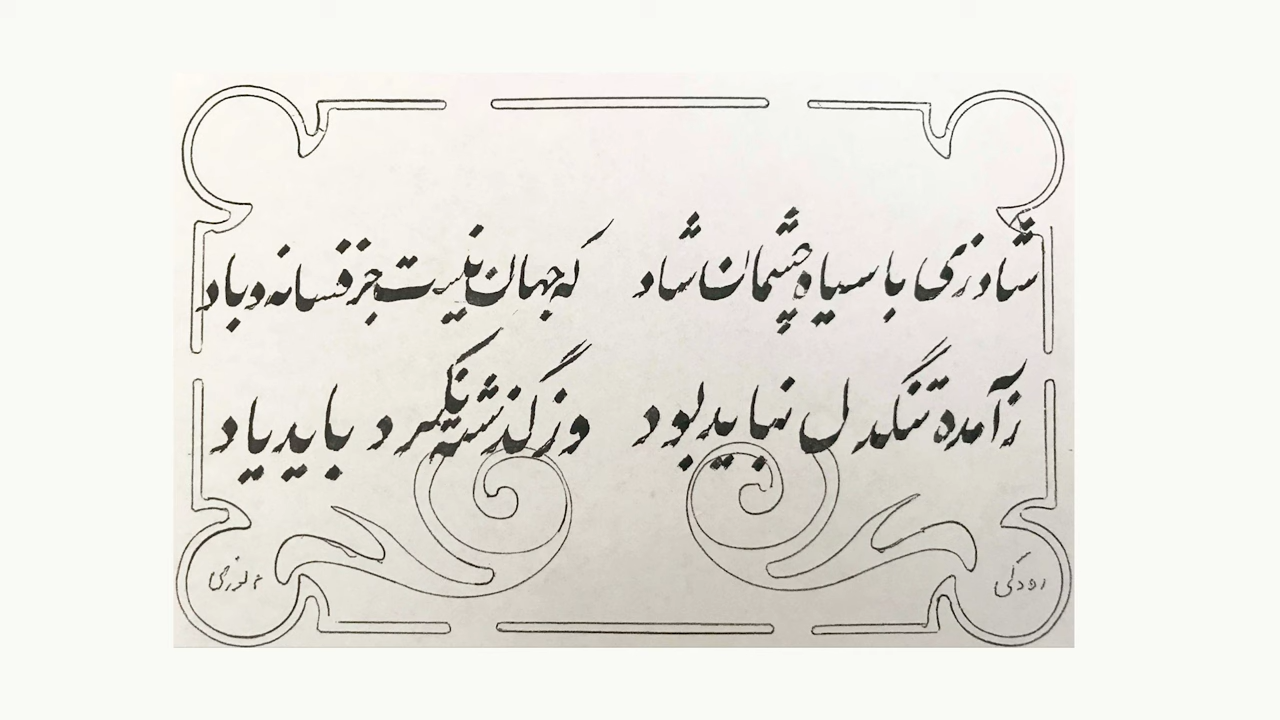 شاد زی با سیاه چشمان شاد که جهان نیست جز فسانه و باد
ز آمده تنگدل نباید بود وز گذشته نکرد باید یاد
رودکی